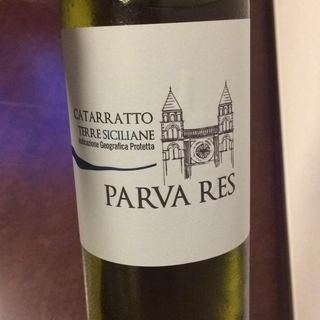 CATARRATTO
TERRE SICILIANE
Indicazione Geografica Protetta
PARVA RES